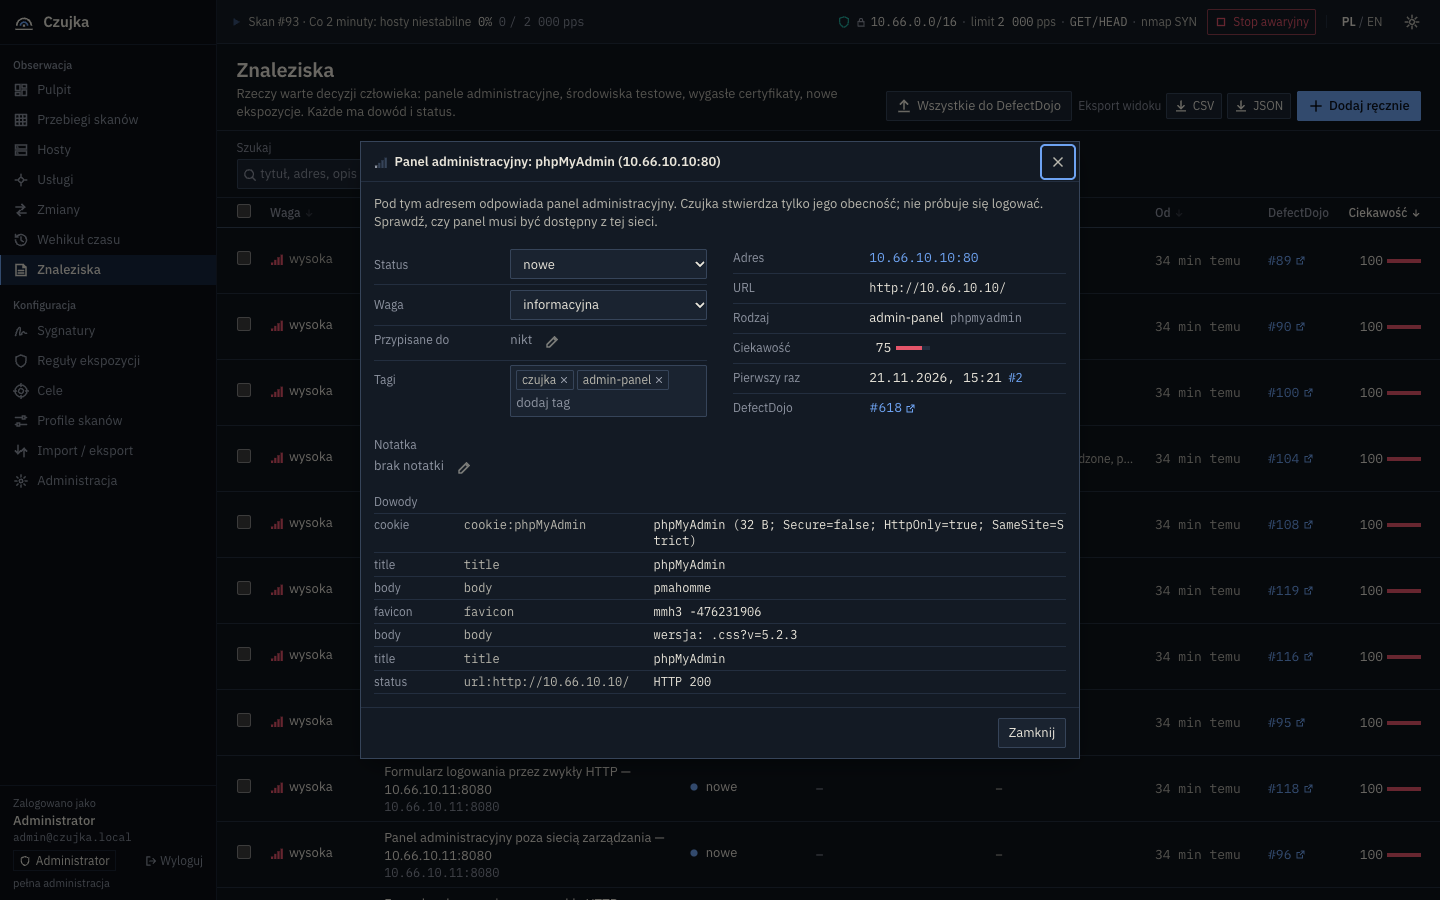 Czujka
Skan #93 · Co 2 minuty: hosty niestabilne 0% 0 / 2 000 pps
10.66.0.0/16 · limit 2 000 pps · GET/HEAD · nmap SYN
Stop awaryjny
PL / EN
Obserwacja
Pulpit
Przebiegi skanów
Hosty
Usługi
Zmiany
Wehikuł czasu
Znaleziska
Konfiguracja
Sygnatury
Reguły ekspozycji
Cele
Profile skanów
Import / eksport
Administracja
Zalogowano jako
Administrator
admin@czujka.local
Administrator
Wyloguj
pełna administracja
Znaleziska
Rzeczy warte decyzji człowieka: panele administracyjne, środowiska testowe, wygasłe certyfikaty, nowe
ekspozycje. Każde ma dowód i status.
Wszystkie do DefectDojo
Eksport widoku
CSV
JSON
Dodaj ręcznie
Szukaj
tytuł, adres, opis
Waga
Od
DefectDojo
Ciekawość
wysoka 34 min temu #89 100
wysoka 34 min temu #90 100
wysoka 34 min temu #100 100
wysoka dzone, p... 34 min temu #104 100
wysoka 34 min temu #108 100
wysoka 34 min temu #119 100
wysoka 34 min temu #116 100
wysoka 34 min temu #95 100
Panel administracyjny: phpMyAdmin (10.66.10.10:80)
Pod tym adresem odpowiada panel administracyjny. Czujka stwierdza tylko jego obecność; nie próbuje się logować.
Sprawdź, czy panel musi być dostępny z tej sieci.
Status nowe
Waga informacyjna
Przypisane do nikt
Tagi czujka × admin-panel ×
dodaj tag
Adres 10.66.10.10:80
URL http://10.66.10.10/
Rodzaj admin-panel phpmyadmin
Ciekawość 75
Pierwszy raz 21.11.2026, 15:21 #2
DefectDojo #618
Notatka
brak notatki
Dowody
cookie cookie:phpMyAdmin phpMyAdmin (32 B; Secure=false; HttpOnly=true; SameSite=S
trict)
title title phpMyAdmin
body body pmahomme
favicon favicon mmh3 -476231906
body body wersja: .css?v=5.2.3
title title phpMyAdmin
status url:http://10.66.10.10/ HTTP 200
Zamknij
Formularz logowania przez zwykły HTTP —
wysoka 10.66.10.11:8080 nowe — — 34 min temu #118 100
10.66.10.11:8080
Panel administracyjny poza siecią zarządzania —
wysoka 10.66.10.11:8080 nowe — — 34 min temu #96 100
10.66.10.11:8080